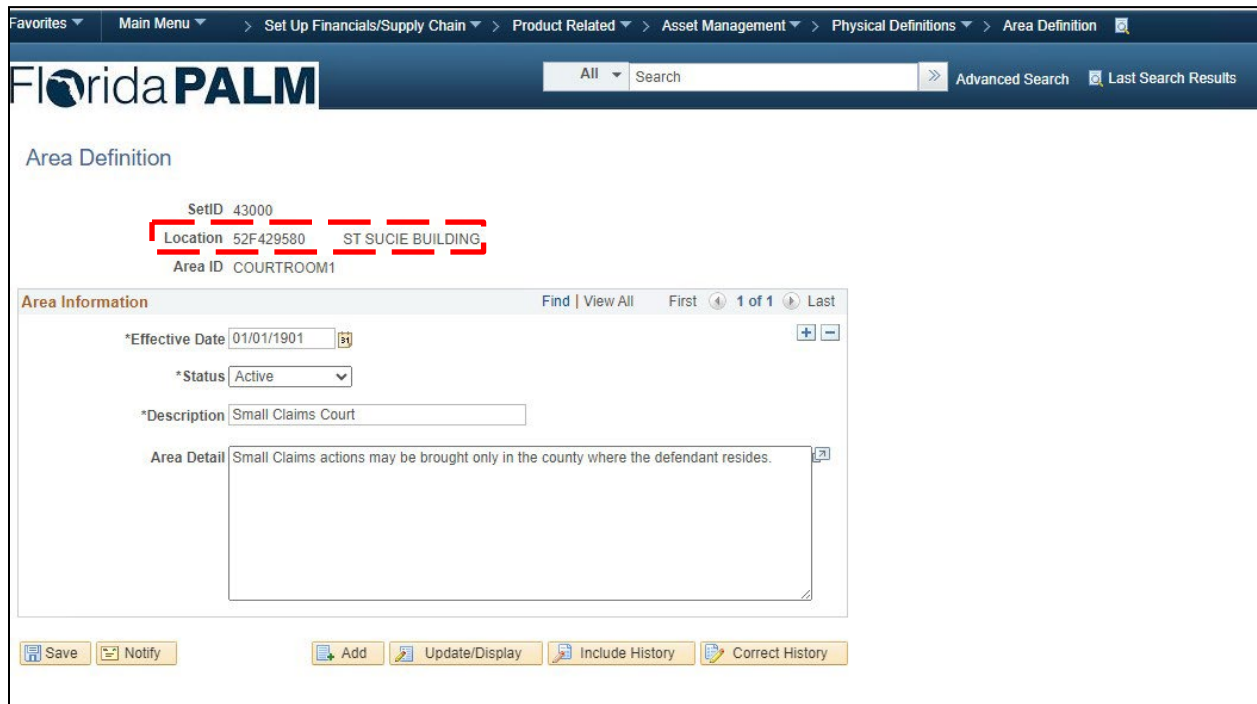 Favorites Main Menu > Set Up Financials/Supply Chain > Product Related > Asset Management > Physical Definitions > Area Definition
Florida PALM All Search Advanced Search Last Search Results
Area Definition
SetID 43000
Location 52F429580 ST SUCIE BUILDING
Area ID COURTROOM1
Area Information Find | View All First 1 of 1 Last
*Effective Date 01/01/1901
*Status Active
*Description Small Claims Court
Area Detail Small Claims actions may be brought only in the county where the defendant resides.
Save Notify Add Update/Display Include History Correct History